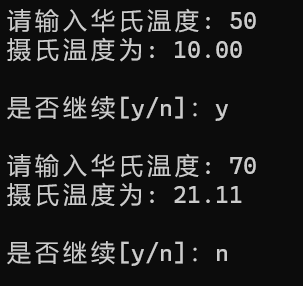 请输入华氏温度: 50
摄氏温度为: 10.00
是否继续[y/n]: y
请输入华氏温度: 70
摄氏温度为: 21.11
是否继续[y/n]: n